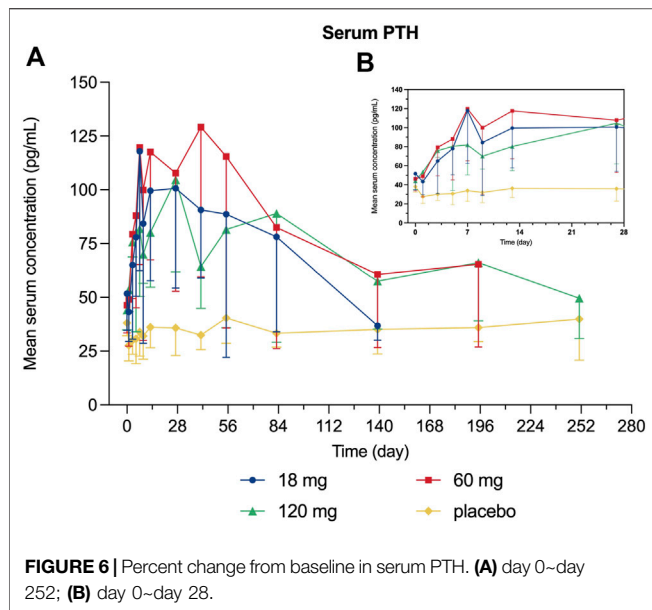 Serum PTH
A
B
Mean serum concentration (pg/mL)
150
125
100
75
50
25
0
0 28 56 84 112 140 168 196 224 252 280
Time (day)
Mean serum concentration (pg/mL)
140
120
100
80
60
40
20
0
0 7 14 21 28
Time (day)
18 mg 60 mg
120 mg placebo
FIGURE 6 | Percent change from baseline in serum PTH. (A) day 0~day
252; (B) day 0~day 28.